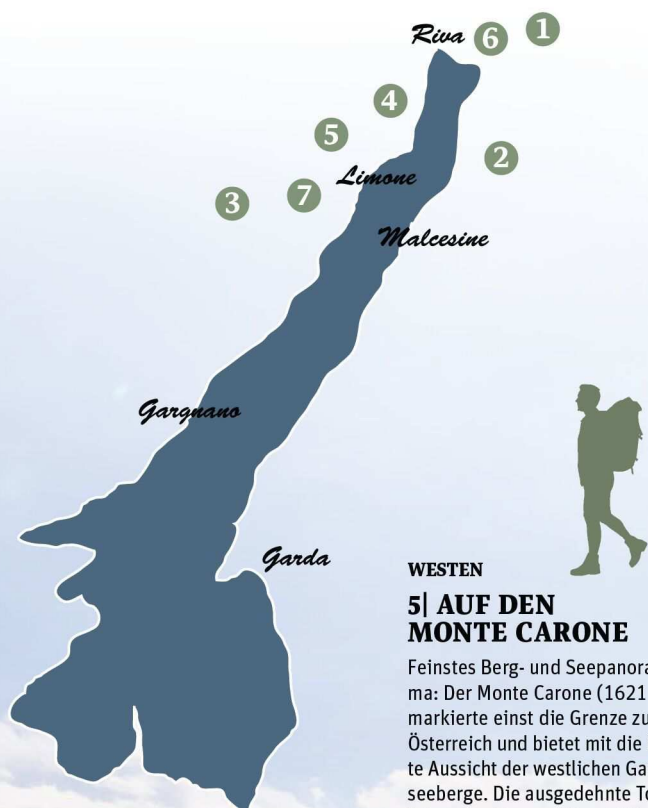 Riva
6
1
4
5
2
Limone
3
7
Malcesine
Gargnano
Garda
WESTEN
5| AUF DEN
MONTE CARONE
Feinstes Berg- und Seepanora
ma: Der Monte Carone (1621
markierte einst die Grenze zu
Österreich und bietet mit die
te Aussicht der westlichen Ga
seeberge. Die ausgedehnte To